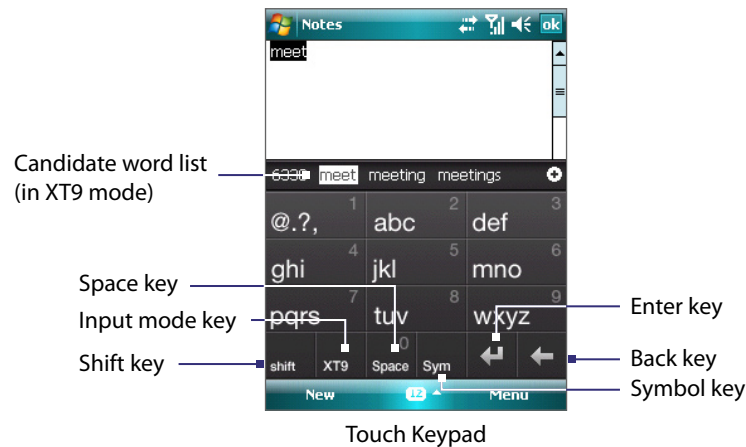 Notes
ok
meet
Candidate word list
(in XT9 mode)
6338 meet meeting meetings
1 2 3
@.?, abc def
4 5 6
ghi jkl mno
7 8 9
pqrs tuv wxyz
0
shift XT9 Space Sym
New 12 Menu
Space key
Input mode key
Shift key
Enter key
Back key
Symbol key
Touch Keypad